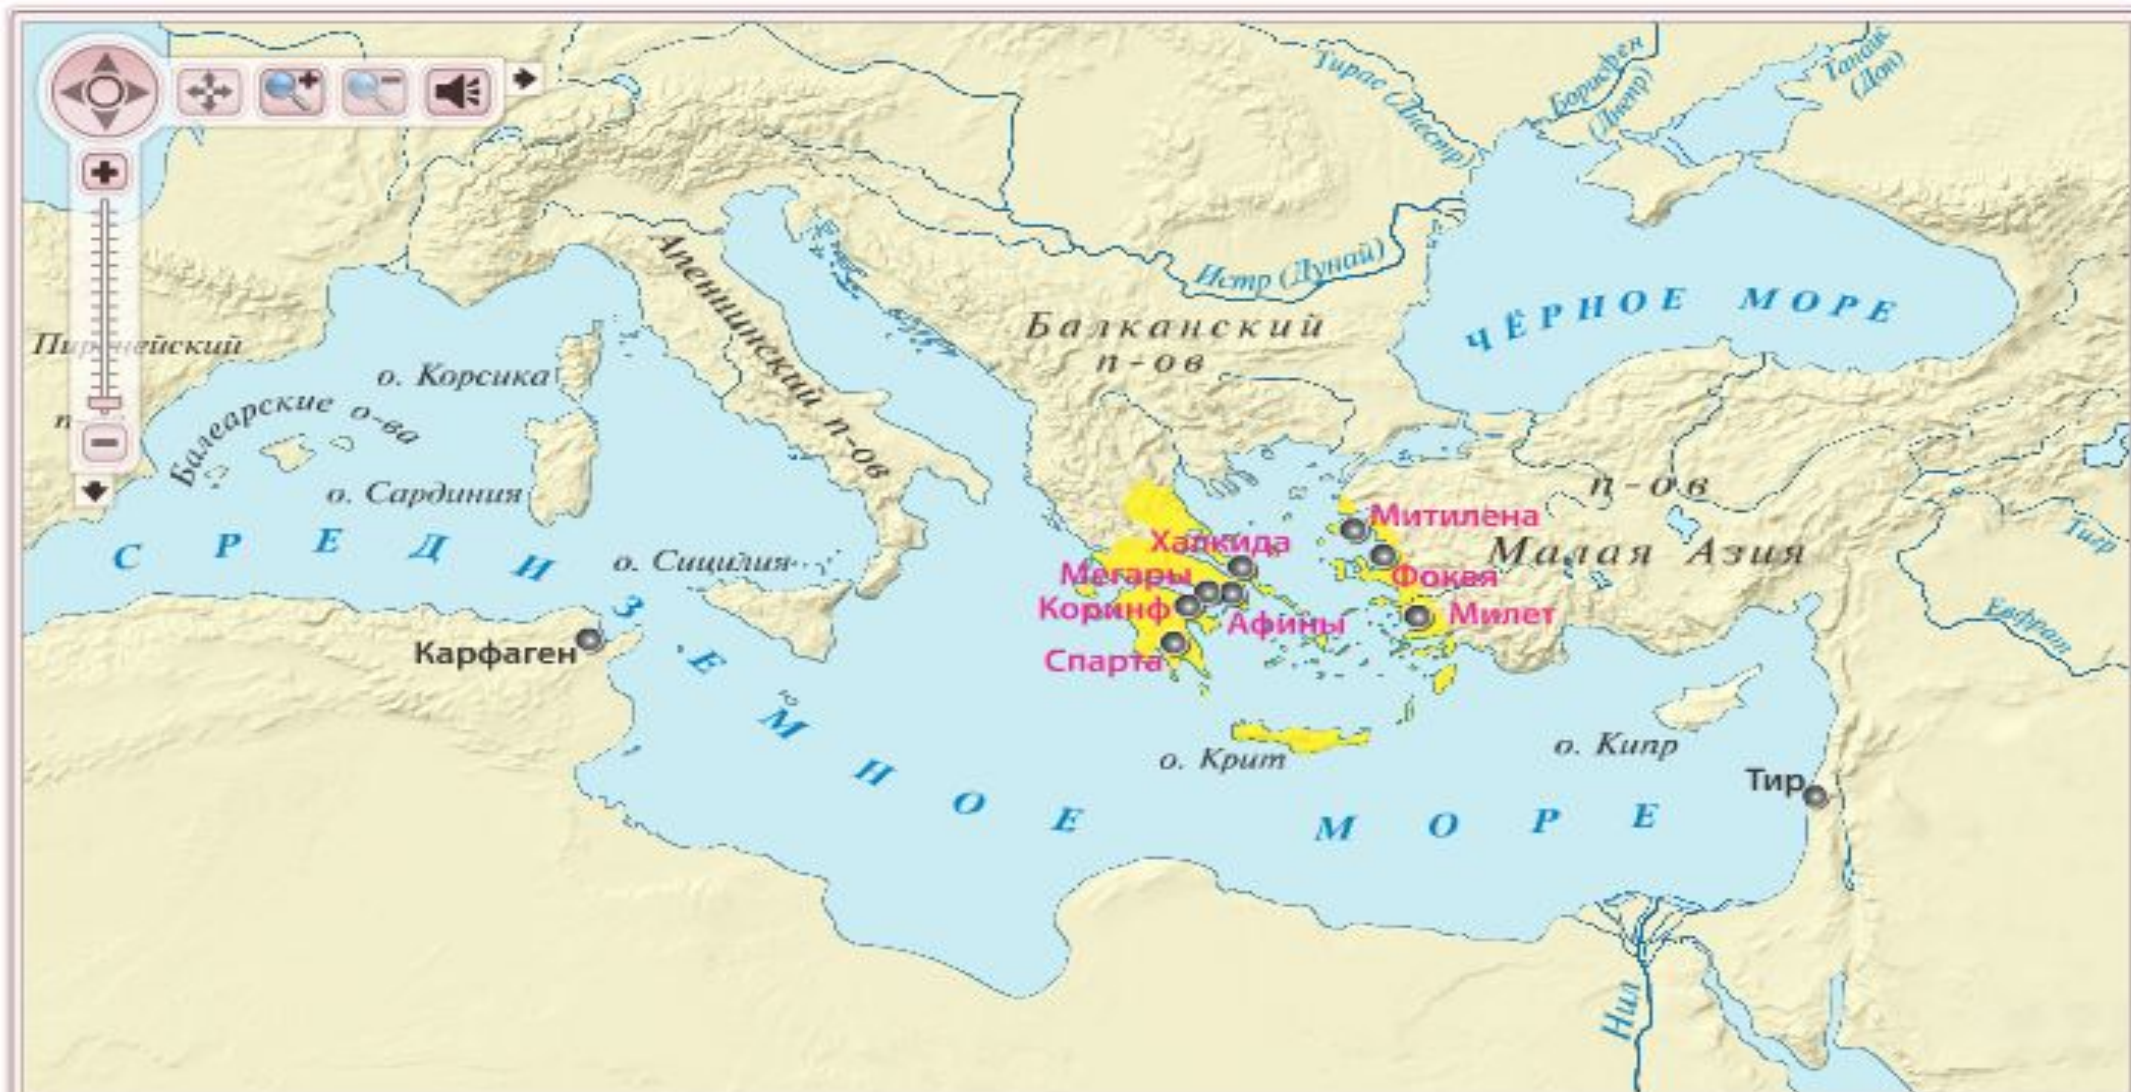 Тирас (Днестр)
Борисфен
(Днепр)
Танаис
(Дон)
Истр (Дунай)
ЧЁРНОЕ МОРЕ
Апеннинский п-ов
Балканский
п-ов
о. Корсика
Балеарские о-ва
о. Сардиния
о. Сицилия
СРЕДИЗЕМНОЕ МОРЕ
Карфаген
Митилена
Халкида
Мегары
Фокея
Коринф
Афины
Милет
Спарта
п-ов
Малая Азия
Тигр
Евфрат
о. Крит
о. Кипр
Тир
Нил